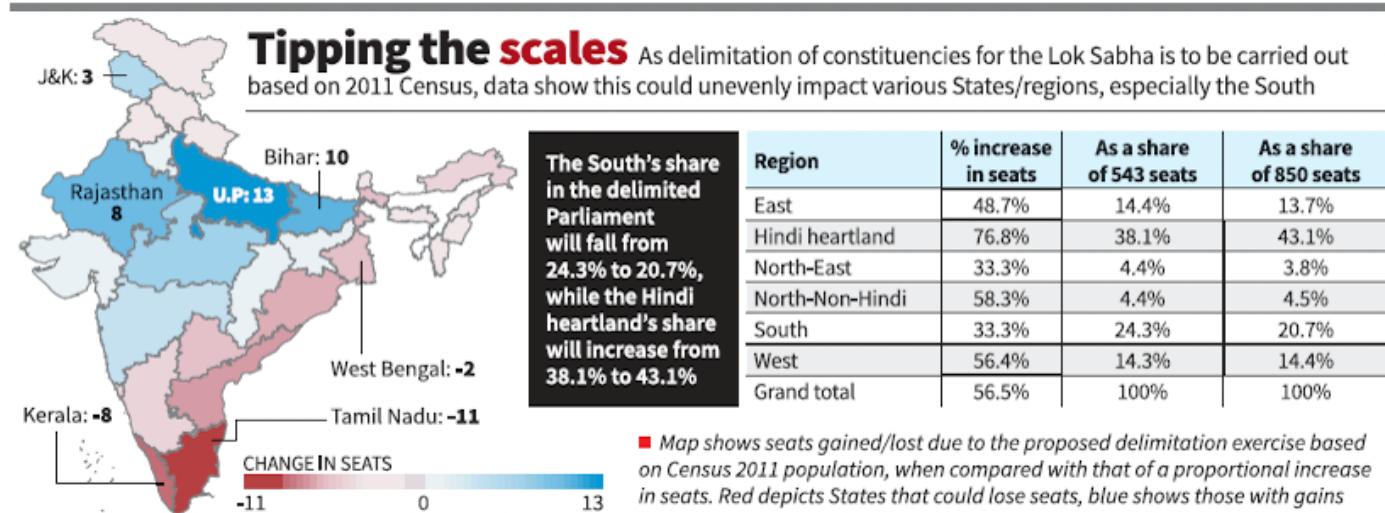 Tipping the scales As delimitation of constituencies for the Lok Sabha is to be carried out
based on 2011 Census, data show this could unevenly impact various States/regions, especially the South
J&K: 3
Bihar: 10
Rajasthan
8
U.P: 13
West Bengal: -2
Kerala: -8
Tamil Nadu: -11
CHANGE IN SEATS
-11 0 13
The South's share
in the delimited
Parliament
will fall from
24.3% to 20.7%,
while the Hindi
heartland's share
will increase from
38.1% to 43.1%
Region % increase in seats As a share of 543 seats As a share of 850 seats
East 48.7% 14.4% 13.7%
Hindi heartland 76.8% 38.1% 43.1%
North-East 33.3% 4.4% 3.8%
North-Non-Hindi 58.3% 4.4% 4.5%
South 33.3% 24.3% 20.7%
West 56.4% 14.3% 14.4%
Grand total 56.5% 100% 100%
Map shows seats gained/lost due to the proposed delimitation exercise based
on Census 2011 population, when compared with that of a proportional increase
in seats. Red depicts States that could lose seats, blue shows those with gains